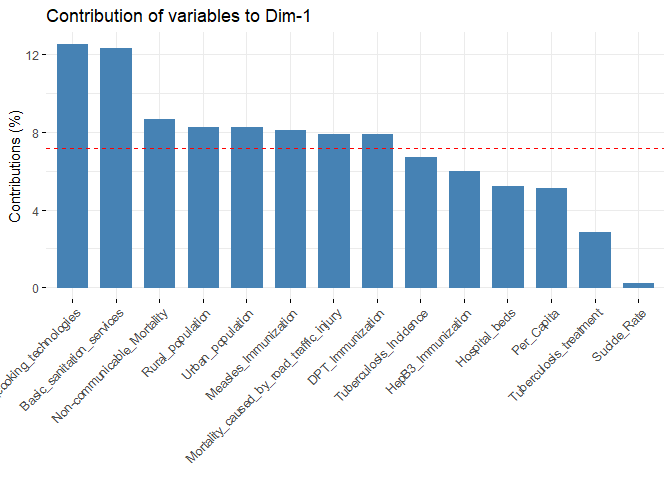 Contribution of variables to Dim-1
Contributions (%)
12
8
4
0
cooking_technologies
Basic_sanitation_services
Non-communicable_Mortality
Rural_population
Urban_population
Measles_Immunization
Mortality_caused_by_road_traffic_injury
DPT_Immunization
Tuberculosis_Incidence
HepB3_Immunization
Hospital_beds
Per_Capita
Tuberculosis_treatment
Suicide_Rate